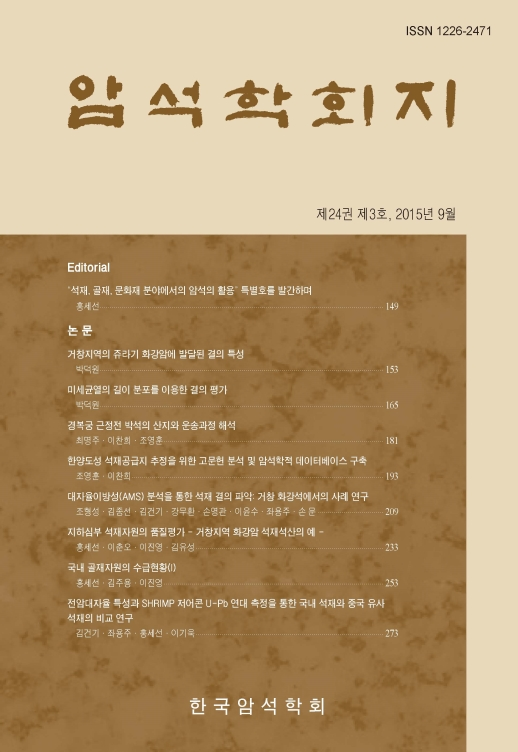 ISSN 1226-2471
암석학회지
제24권 제3호, 2015년 9월
Editorial
"석재, 골재, 문화재 분야에서의 암석의 활용" 특별호를 발간하며
홍세선 149
논 문
거창지역의 쥬라기 화강암에 발달된 결의 특성
박덕원 153
미세균열의 길이 분포를 이용한 결의 평가
박덕원 165
경복궁 근정전 박석의 산지와 운송과정 해석
최명주 · 이찬희 · 조영훈 181
한양도성 석재공급지 추정을 위한 고문헌 분석 및 암석학적 데이터베이스 구축
조영훈 · 이찬희 193
대자율이방성(AMS) 분석을 통한 석재 결의 파악: 거창 화강석에서의 사례 연구
조형성 · 김종선 · 김건기 · 강무환 · 손영관 · 이윤수 · 좌용주 · 손 문 209
지하심부 석재자원의 품질평가 - 거창지역 화강암 석재석산의 예 -
홍세선 · 이춘오 · 이진영 · 김유성 233
국내 골재자원의 수급현황(I)
홍세선 · 김주용 · 이진영 253
전암대자율 특성과 SHRIMP 저어콘 U-Pb 연대 측정을 통한 국내 석재와 중국 유사
석재의 비교 연구
김건기 · 좌용주 · 홍세선 · 이기욱 273
한국암석학회